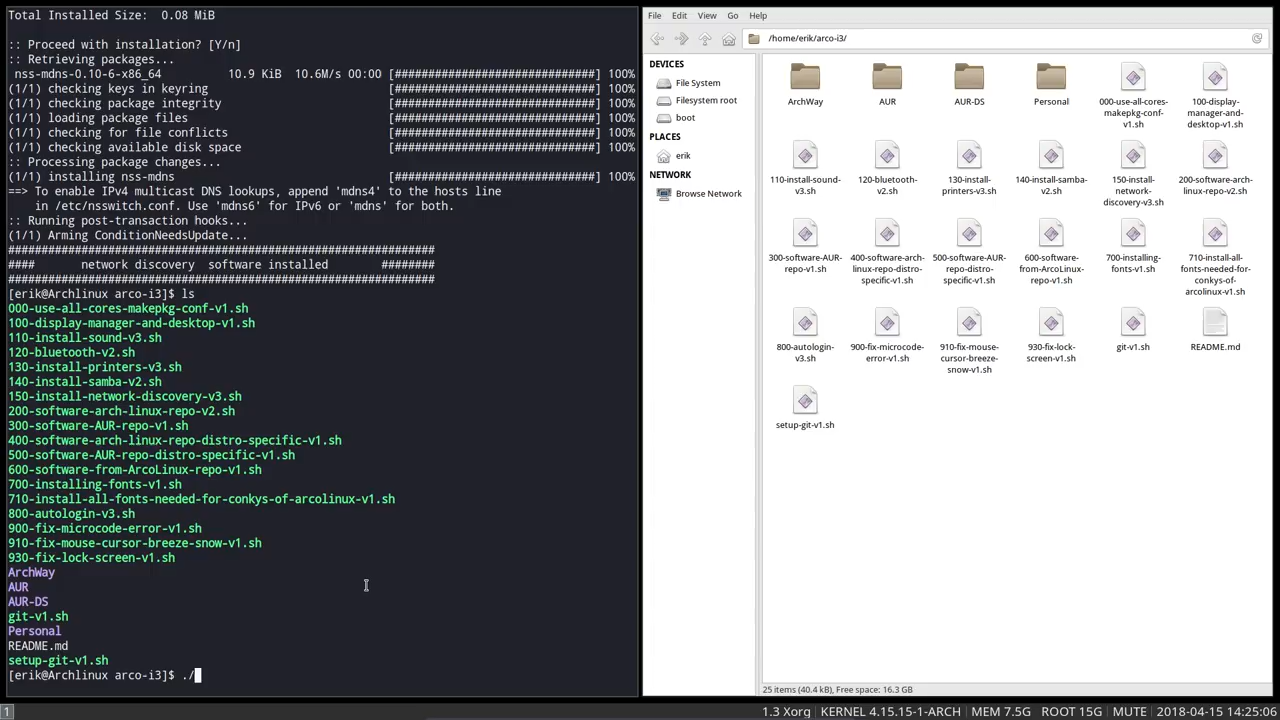 Total Installed Size:  0.08 MiB
:: Proceed with installation? [Y/n]
:: Retrieving packages...
 nss-mdns-0.10-6-x86_64          10.9 KiB  10.6M/s 00:00 [##############################] 100%
(1/1) checking keys in keyring                           [##############################] 100%
(1/1) checking package integrity                         [##############################] 100%
(1/1) loading package files                              [##############################] 100%
(1/1) checking for file conflicts                        [##############################] 100%
(1/1) checking available disk space                      [##############################] 100%
:: Processing package changes...
(1/1) installing nss-mdns                                [##############################] 100%
==> To enable IPv4 multicast DNS lookups, append 'mdns4' to the hosts line
    in /etc/nsswitch.conf. Use 'mdns6' for IPv6 or 'mdns' for both.
:: Running post-transaction hooks...
(1/1) Arming ConditionNeedsUpdate...
################################################################
####       network discovery  software installed        ########
################################################################
[erik@Archlinux arco-i3]$ ls
000-use-all-cores-makepkg-conf-v1.sh
100-display-manager-and-desktop-v1.sh
110-install-sound-v3.sh
120-bluetooth-v2.sh
130-install-printers-v3.sh
140-install-samba-v2.sh
150-install-network-discovery-v3.sh
200-software-arch-linux-repo-v2.sh
300-software-AUR-repo-v1.sh
400-software-arch-linux-repo-distro-specific-v1.sh
500-software-AUR-repo-distro-specific-v1.sh
600-software-from-ArcoLinux-repo-v1.sh
700-installing-fonts-v1.sh
710-install-all-fonts-needed-for-conkys-of-arcolinux-v1.sh
800-autologin-v3.sh
900-fix-microcode-error-v1.sh
910-fix-mouse-cursor-breeze-snow-v1.sh
930-fix-lock-screen-v1.sh
ArchWay
AUR
AUR-DS
git-v1.sh
Personal
README.md
setup-git-v1.sh
[erik@Archlinux arco-i3]$ ./
File Edit View Go Help
/home/erik/arco-i3/
DEVICES
File System
Filesystem root
boot
PLACES
erik
NETWORK
Browse Network
ArchWay
AUR
AUR-DS
Personal
000-use-all-cores-
makepkg-conf-
v1.sh
100-display-
manager-and-
desktop-v1.sh
110-install-sound-
v3.sh
120-bluetooth-
v2.sh
130-install-
printers-v3.sh
140-install-samba-
v2.sh
150-install-
network-
discovery-v3.sh
200-software-arch-
linux-repo-v2.sh
300-software-AUR-
repo-v1.sh
400-software-arch-
linux-repo-distro-
specific-v1.sh
500-software-AUR-
repo-distro-
specific-v1.sh
600-software-
from-ArcoLinux-
repo-v1.sh
700-installing-
fonts-v1.sh
710-install-all-
fonts-needed-for-
conkys-of-
arcolinux-v1.sh
800-autologin-
v3.sh
900-fix-microcode-
error-v1.sh
910-fix-mouse-
cursor-breeze-
snow-v1.sh
930-fix-lock-
screen-v1.sh
git-v1.sh
README.md
setup-git-v1.sh
25 items (40.4 kB), Free space: 16.3 GB
1
1.3 Xorg | KERNEL 4.15.15-1-ARCH | MEM 7.5G | ROOT 15G | MUTE | 2018-04-15 14:25:06